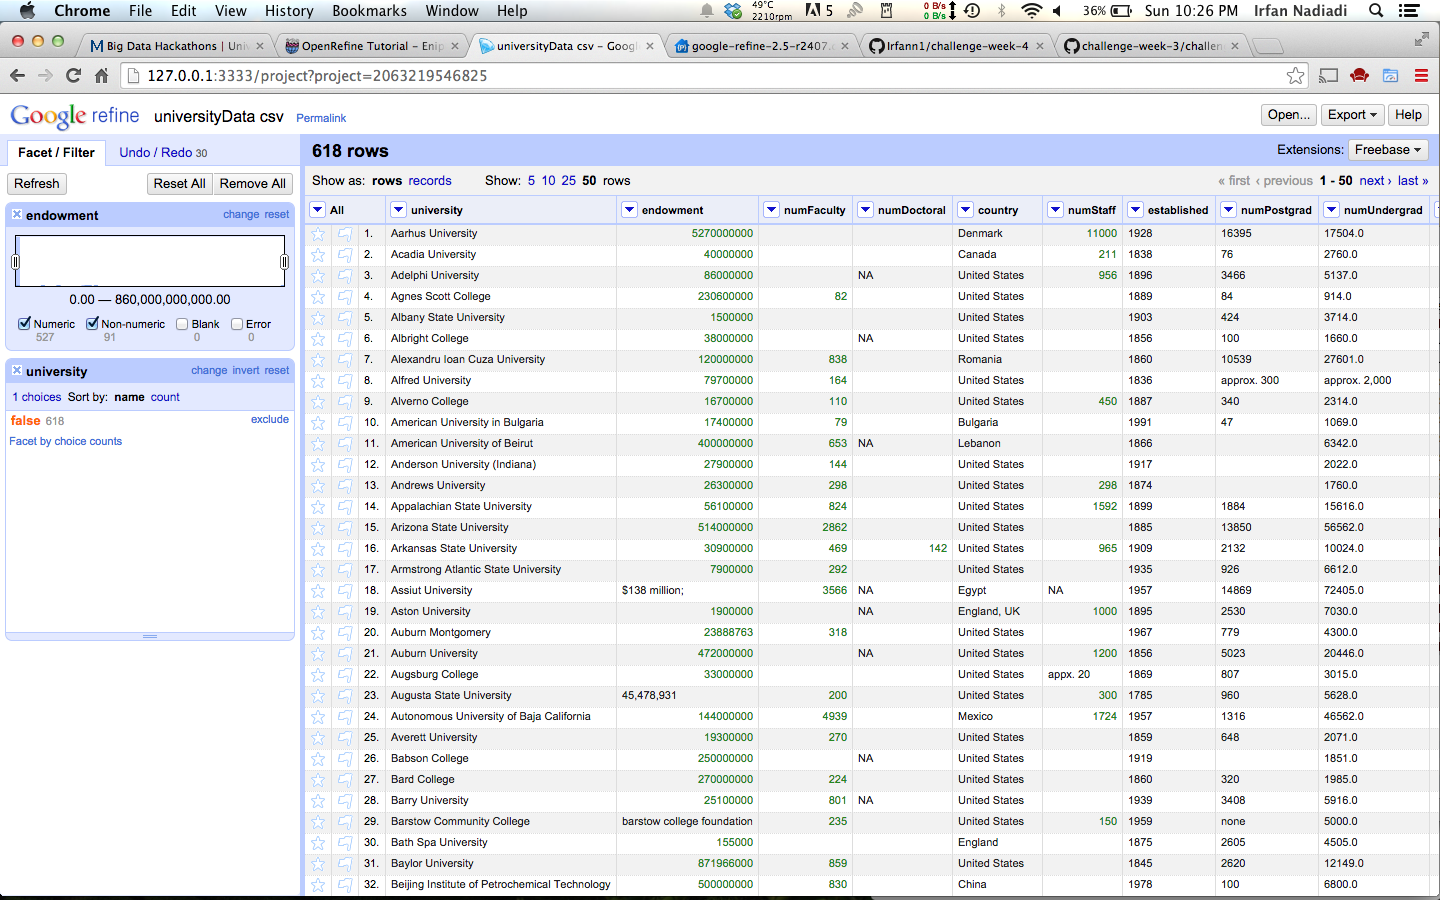 Chrome File Edit View History Bookmarks Window Help 49°C 2210rpm 5 0 B/s 0 B/s 36% Sun 10:26 PM Irfan Nadiadi
Big Data Hackathons | Uni OpenRefine Tutorial – Enip universityData csv – Goog google-refine-2.5-r2407. Irfann1/challenge-week-4 challenge-week-3/challen
127.0.0.1:3333/project?project=2063219546825
Google refine universityData csv Permalink Open... Export Help
Facet / Filter Undo / Redo 30 618 rows Extensions: Freebase
Refresh Reset All Remove All Show as: rows records Show: 5 10 25 50 rows « first ‹ previous 1 - 50 next › last »
endowment change reset
0.00 — 860,000,000,000.00
Numeric Non-numeric Blank Error
527 91 0 0
university change invert reset
1 choices Sort by: name count
false 618 exclude
Facet by choice counts
All university endowment numFaculty numDoctoral country numStaff established numPostgrad numUndergrad
1. Aarhus University 5270000000 Denmark 11000 1928 16395 17504.0
2. Acadia University 40000000 Canada 211 1838 76 2760.0
3. Adelphi University 86000000 NA United States 956 1896 3466 5137.0
4. Agnes Scott College 230600000 82 United States 1889 84 914.0
5. Albany State University 1500000 United States 1903 424 3714.0
6. Albright College 38000000 NA United States 1856 100 1660.0
7. Alexandru Ioan Cuza University 120000000 838 Romania 1860 10539 27601.0
8. Alfred University 79700000 164 United States 1836 approx. 300 approx. 2,000
9. Alverno College 16700000 110 United States 450 1887 340 2314.0
10. American University in Bulgaria 17400000 79 Bulgaria 1991 47 1069.0
11. American University of Beirut 400000000 653 NA Lebanon 1866 6342.0
12. Anderson University (Indiana) 27900000 144 United States 1917 2022.0
13. Andrews University 26300000 298 United States 298 1874 1760.0
14. Appalachian State University 56100000 824 United States 1592 1899 1884 15616.0
15. Arizona State University 514000000 2862 United States 1885 13850 56562.0
16. Arkansas State University 30900000 469 142 United States 965 1909 2132 10024.0
17. Armstrong Atlantic State University 7900000 292 United States 1935 926 6612.0
18. Assiut University $138 million; 3566 NA Egypt NA 1957 14869 72405.0
19. Aston University 1900000 NA England, UK 1000 1895 2530 7030.0
20. Auburn Montgomery 23888763 318 United States 1967 779 4300.0
21. Auburn University 472000000 NA United States 1200 1856 5023 20446.0
22. Augsburg College 33000000 United States appx. 20 1869 807 3015.0
23. Augusta State University 45,478,931 200 United States 300 1785 960 5628.0
24. Autonomous University of Baja California 144000000 4939 Mexico 1724 1957 1316 46562.0
25. Averett University 19300000 270 United States 1859 648 2071.0
26. Babson College 250000000 NA United States 1919 1851.0
27. Bard College 270000000 224 United States 1860 320 1985.0
28. Barry University 25100000 801 NA United States 1939 3408 5916.0
29. Barstow Community College barstow college foundation 235 United States 150 1959 none 5000.0
30. Bath Spa University 155000 England 1875 2605 4505.0
31. Baylor University 871966000 859 United States 1845 2620 12149.0
32. Beijing Institute of Petrochemical Technology 500000000 830 China 1978 100 6800.0